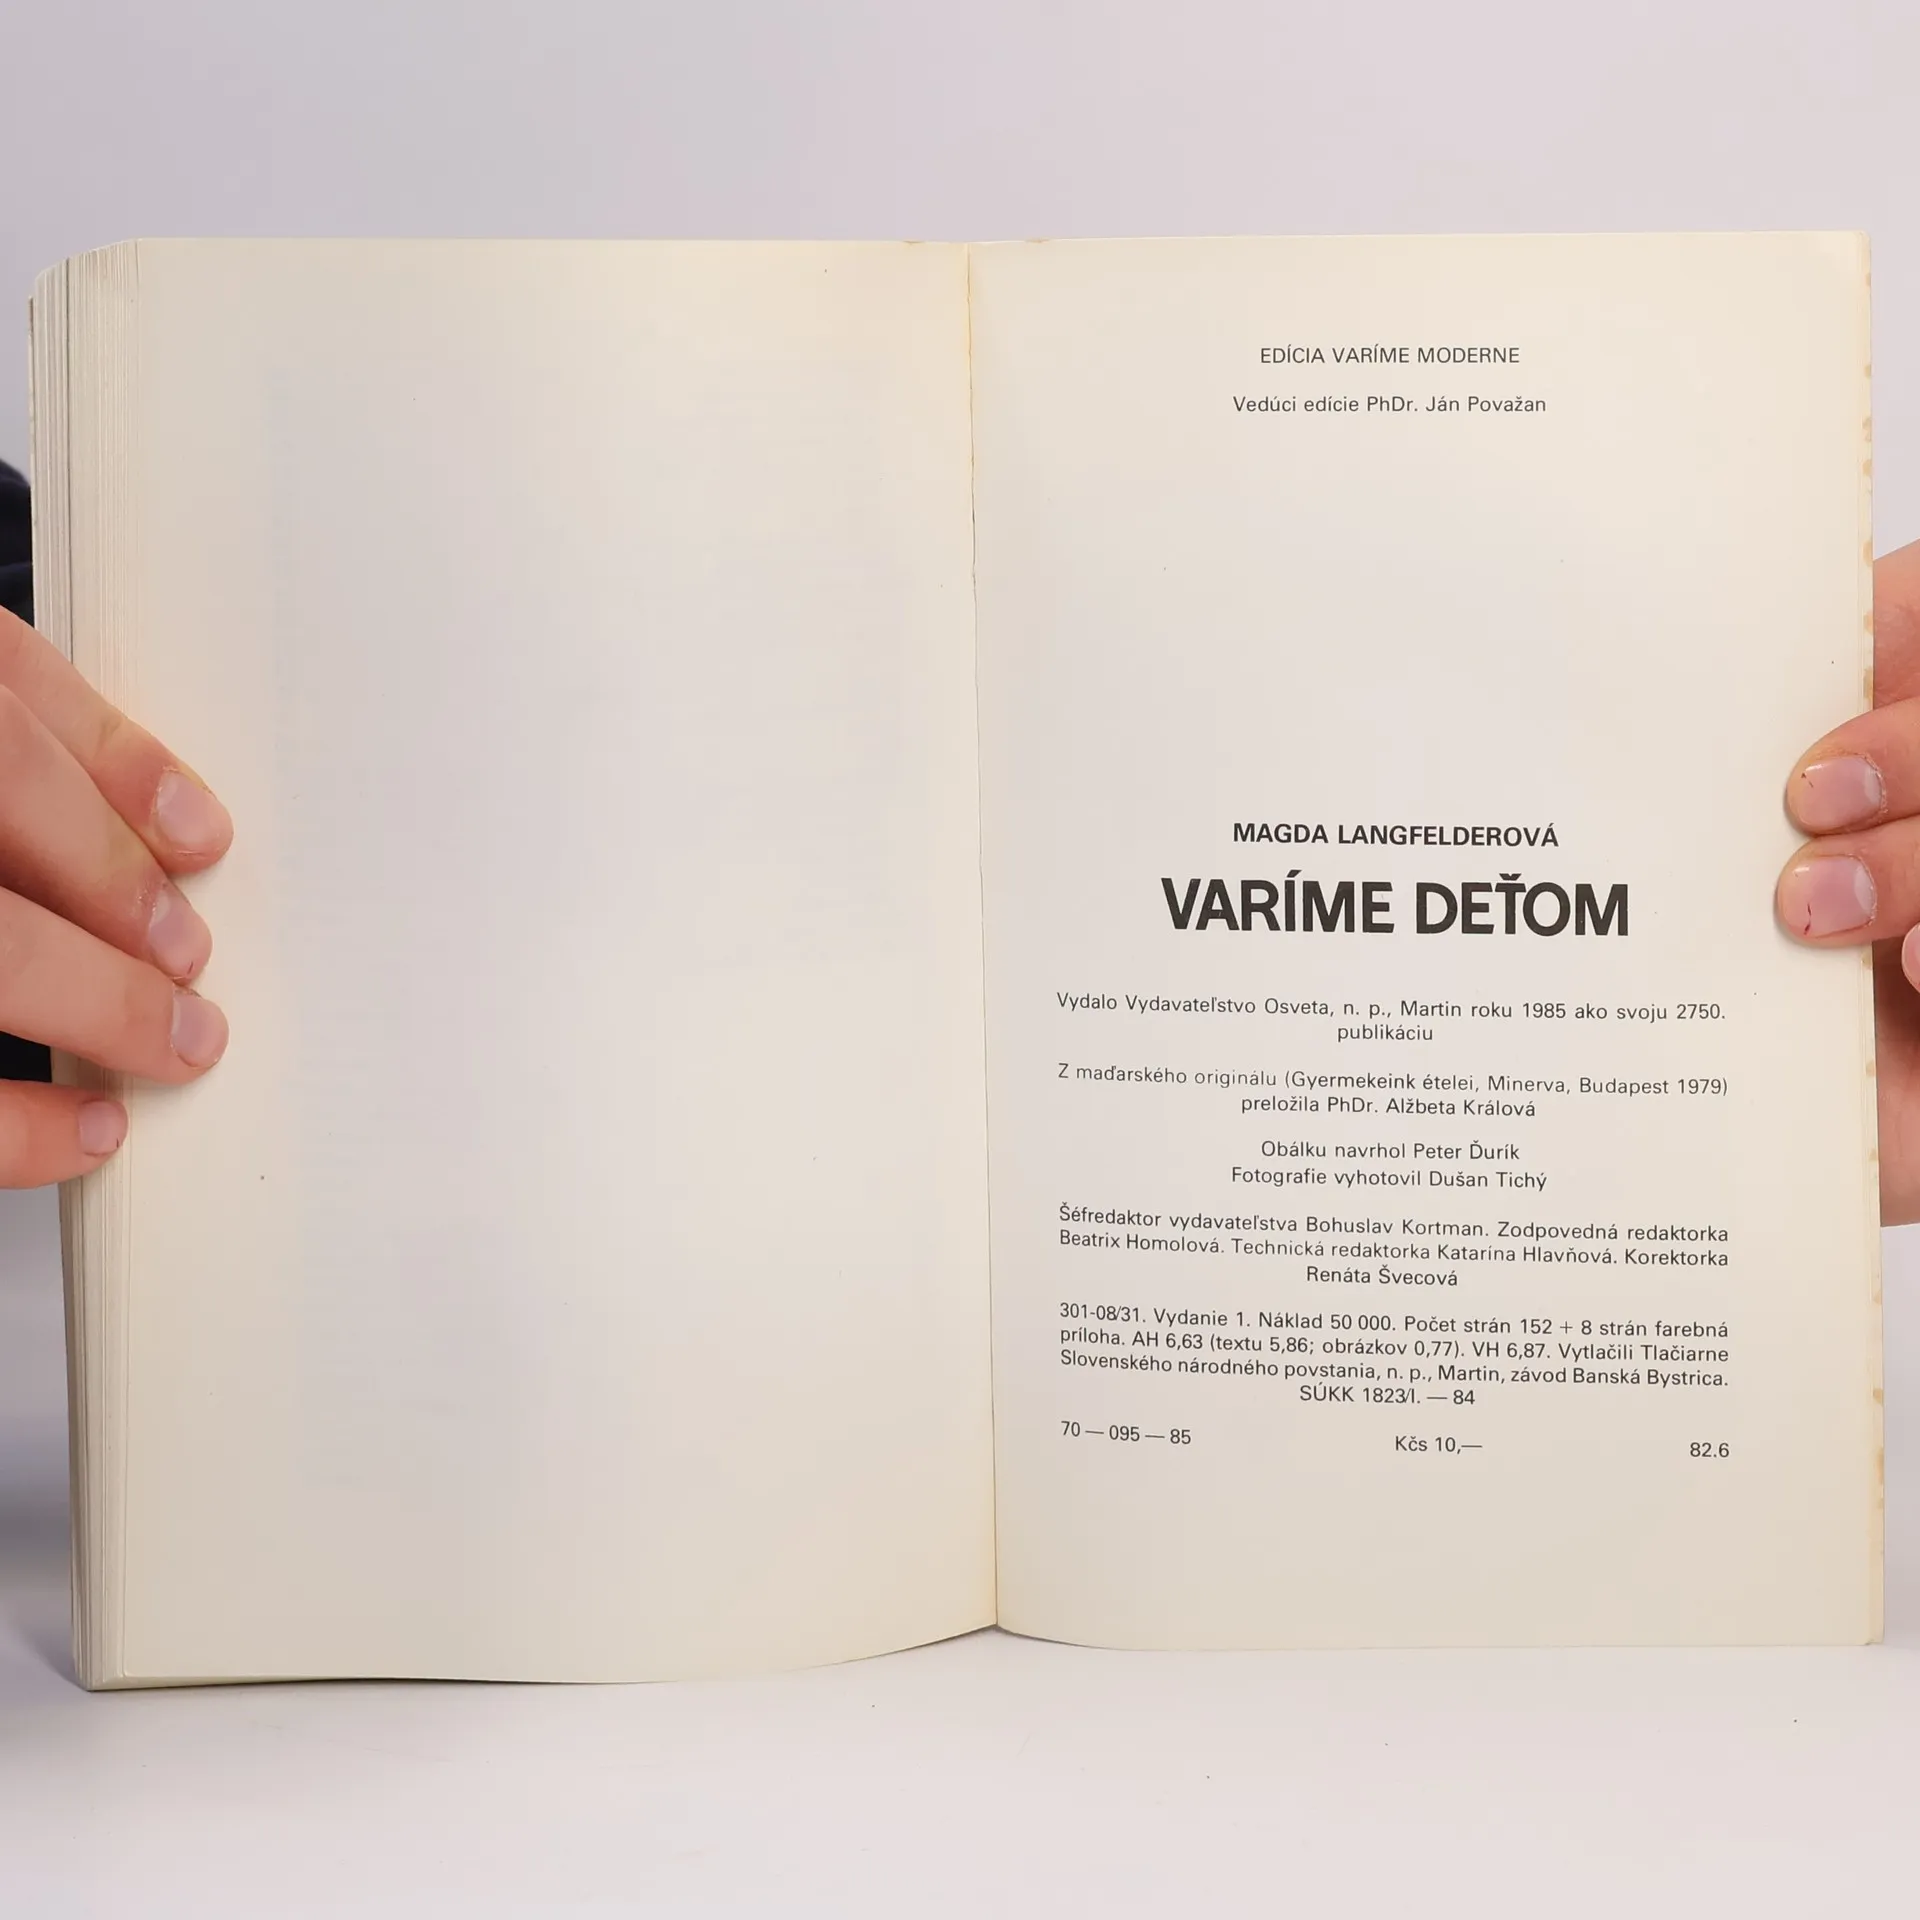 EDÍCIA VARÍME MODERNE
Vedúci edície PhDr. Ján Považan
MAGDA LANGFELDEROVÁ
VARÍME DEŤOM
Vydalo Vydavateľstvo Osveta, n. p., Martin roku 1985 ako svoju 2750.
publikáciu
Z maďarského originálu (Gyermekeink ételei, Minerva, Budapest 1979)
preložila PhDr. Alžbeta Králová
Obálku navrhol Peter Ďurík
Fotografie vyhotovil Dušan Tichý
Šéfredaktor vydavateľstva Bohuslav Kortman. Zodpovedná redaktorka
Beatrix Homolová. Technická redaktorka Katarína Hlavňová. Korektorka
Renáta Švecová
301-08/31. Vydanie 1. Náklad 50 000. Počet strán 152 + 8 strán farebná
príloha. AH 6,63 (textu 5,86; obrázkov 0,77). VH 6,87. Vytlačili Tlačiarne
Slovenského národného povstania, n. p., Martin, závod Banská Bystrica.
SÚKK 1823/I. — 84
70 — 095 — 85 Kčs 10,— 82.6